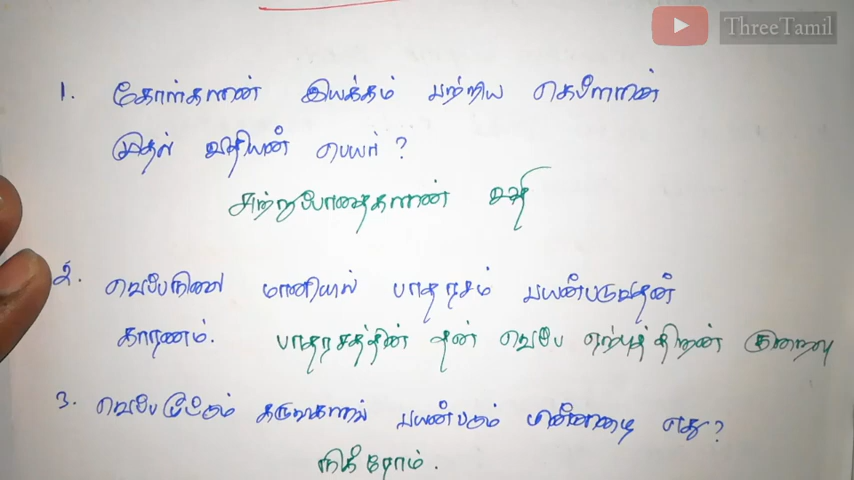 ThreeTamil
1. கோள்களின் இயக்கம் பற்றிய கெப்ளரின்
முதல் விதியின் பெயர் ?
சுற்றுப்பாதைகளின் விதி
2. வெப்பநிலை மானியில் பாதரசம் பயன்படுவதன்
காரணம். பாதரசத்தின் தன் வெப்ப ஏற்புத்திறன் குறைவு
3. வெப்பமூட்டும் கருவிகளில் பயன்படும் மின்னிழை எது?
நிக்ரோம்.